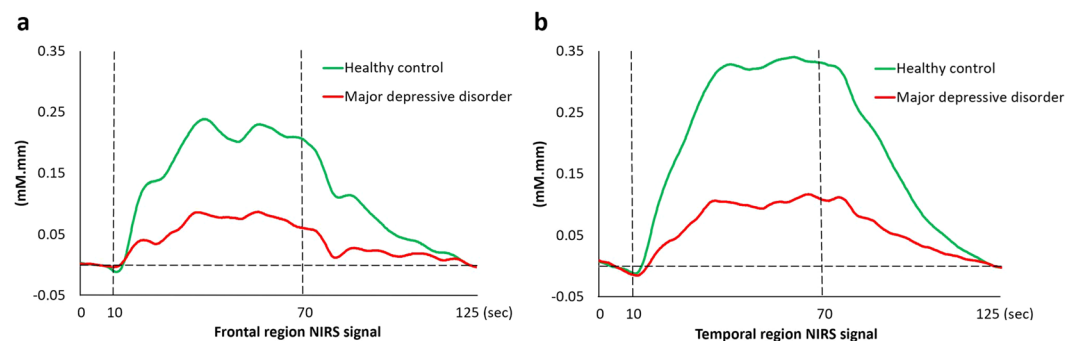 a
0.35
0.25
0.15
0.05
-0.05
(mM.mm)
Healthy control
Major depressive disorder
0 10 70 125 (sec)
Frontal region NIRS signal
b
0.35
0.25
0.15
0.05
-0.05
(mM.mm)
Healthy control
Major depressive disorder
0 10 70 125 (sec)
Temporal region NIRS signal